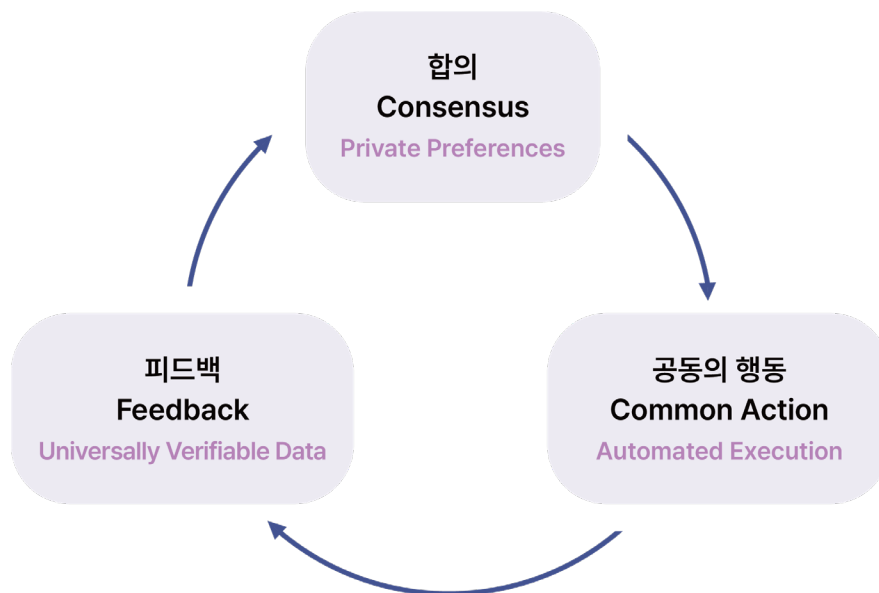 합의
Consensus
Private Preferences
피드백
Feedback
Universally Verifiable Data
공동의 행동
Common Action
Automated Execution